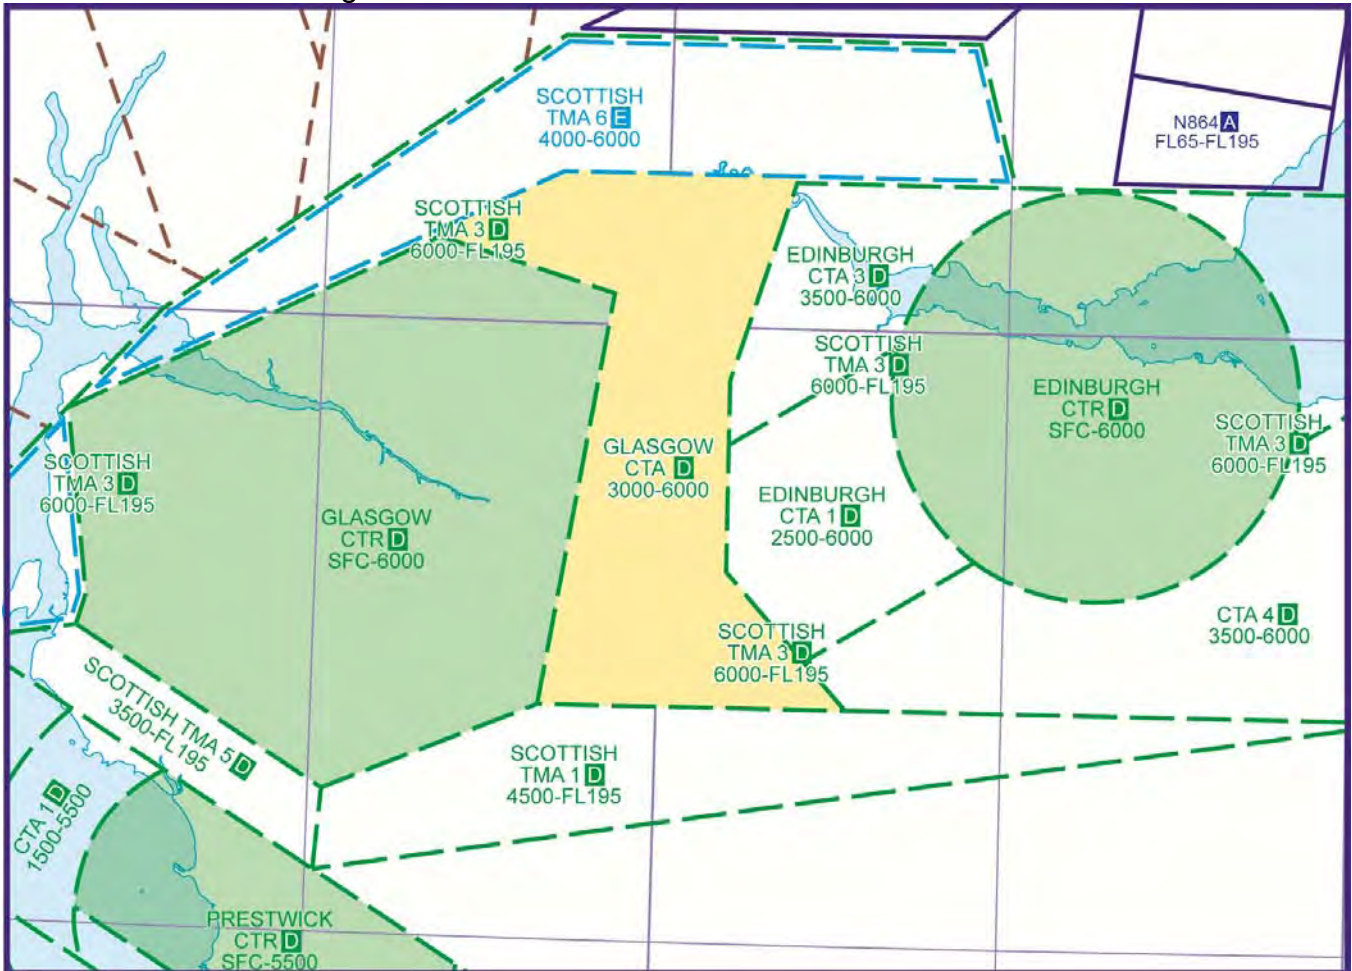 SCOTTISH
TMA 6 E
4000-6000
N864 A
FL65-FL195
SCOTTISH
TMA 3 D
6000-FL195
EDINBURGH
CTA 3 D
3500-6000
SCOTTISH
TMA 3 D
6000-FL195
EDINBURGH
CTR D
SFC-6000
SCOTTISH
TMA 3 D
6000-FL195
SCOTTISH
TMA 3 D
6000-FL195
GLASGOW
CTA D
3000-6000
GLASGOW
CTR D
SFC-6000
EDINBURGH
CTA 1 D
2500-6000
SCOTTISH
TMA 3 D
6000-FL195
CTA 4 D
3500-6000
SCOTTISH TMA 5 D
3500-FL195
SCOTTISH
TMA 1 D
4500-FL195
CTA 1 D
1500-5500
PRESTWICK
CTR D
SFC-5500